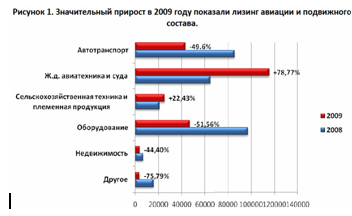 Рисунок 1. Значительный прирост в 2009 году показали лизинг авиации и подвижного
состава.
Автотранспорт
-49,6%
Ж.д. авиатехника и суда
+78,77%
Сельскохозяйственная техника и
племенная продукция
+22,43%
Оборудование
-51,56%
Недвижимость
-44,40%
Другое
-75,79%
2009
2008
0 20000 40000 60000 80000 100000 120000 140000